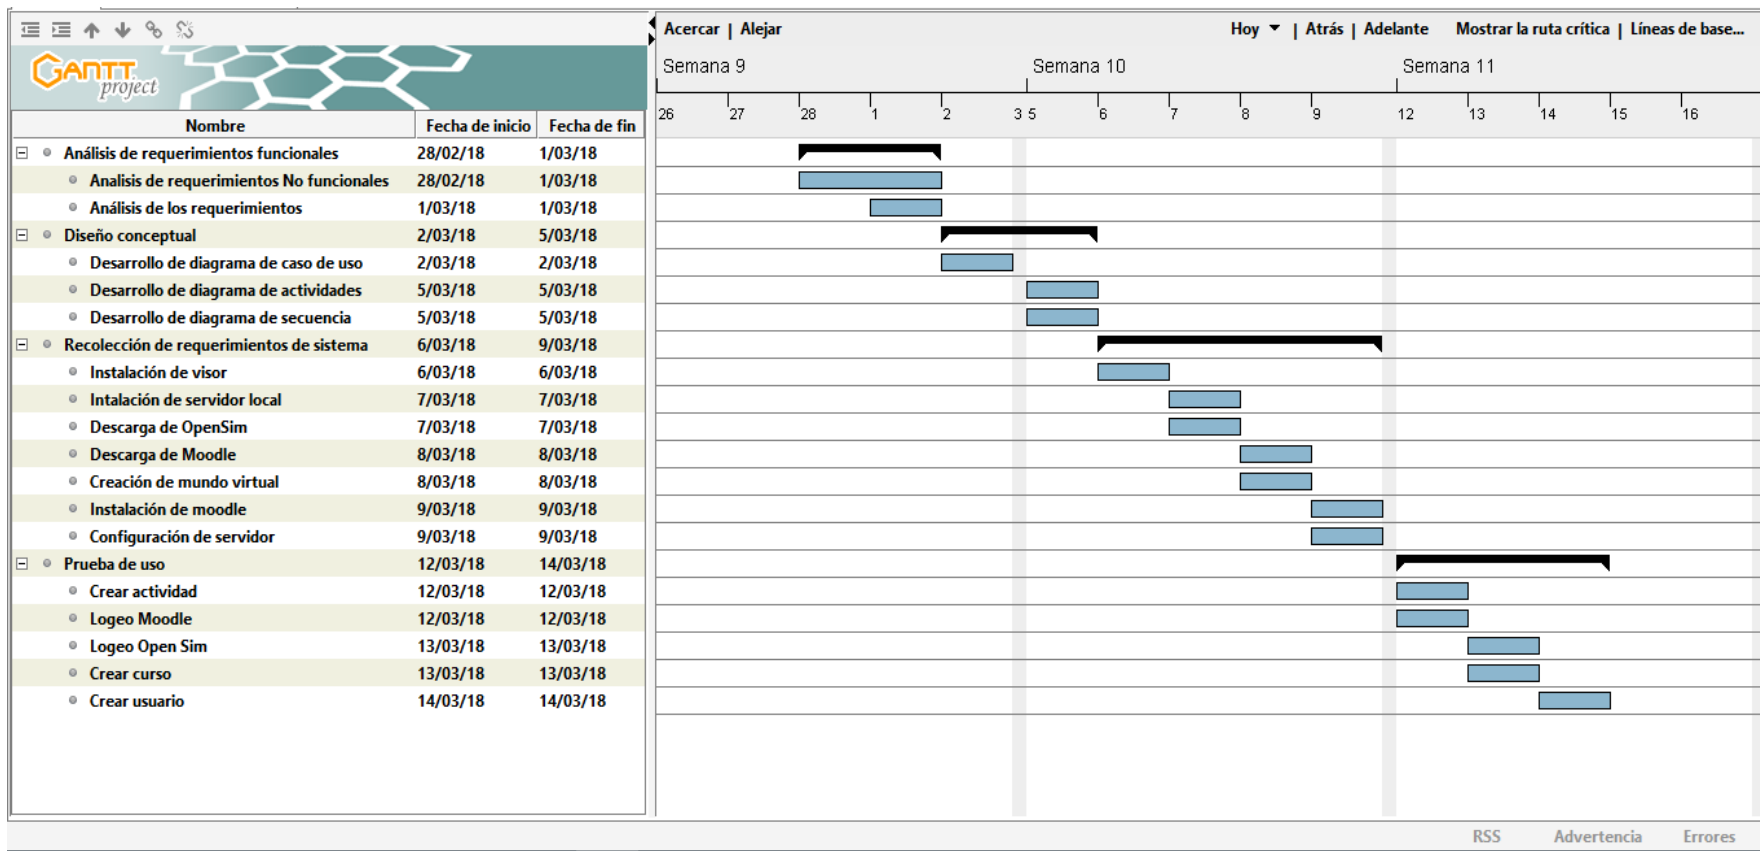 Acercar | Alejar
Hoy | Atrás | Adelante
Mostrar la ruta crítica | Líneas de base...
GANTT
project
Semana 9
Semana 10
Semana 11
26 27 28 1 2 3 5 6 7 8 9 12 13 14 15 16
Nombre Fecha de inicio Fecha de fin
Análisis de requerimientos funcionales 28/02/18 1/03/18
Analisis de requerimientos No funcionales 28/02/18 1/03/18
Análisis de los requerimientos 1/03/18 1/03/18
Diseño conceptual 2/03/18 5/03/18
Desarrollo de diagrama de caso de uso 2/03/18 2/03/18
Desarrollo de diagrama de actividades 5/03/18 5/03/18
Desarrollo de diagrama de secuencia 5/03/18 5/03/18
Recolección de requerimientos de sistema 6/03/18 9/03/18
Instalación de visor 6/03/18 6/03/18
Intalación de servidor local 7/03/18 7/03/18
Descarga de OpenSim 7/03/18 7/03/18
Descarga de Moodle 8/03/18 8/03/18
Creación de mundo virtual 8/03/18 8/03/18
Instalación de moodle 9/03/18 9/03/18
Configuración de servidor 9/03/18 9/03/18
Prueba de uso 12/03/18 14/03/18
Crear actividad 12/03/18 12/03/18
Logeo Moodle 12/03/18 12/03/18
Logeo Open Sim 13/03/18 13/03/18
Crear curso 13/03/18 13/03/18
Crear usuario 14/03/18 14/03/18
RSS Advertencia Errores